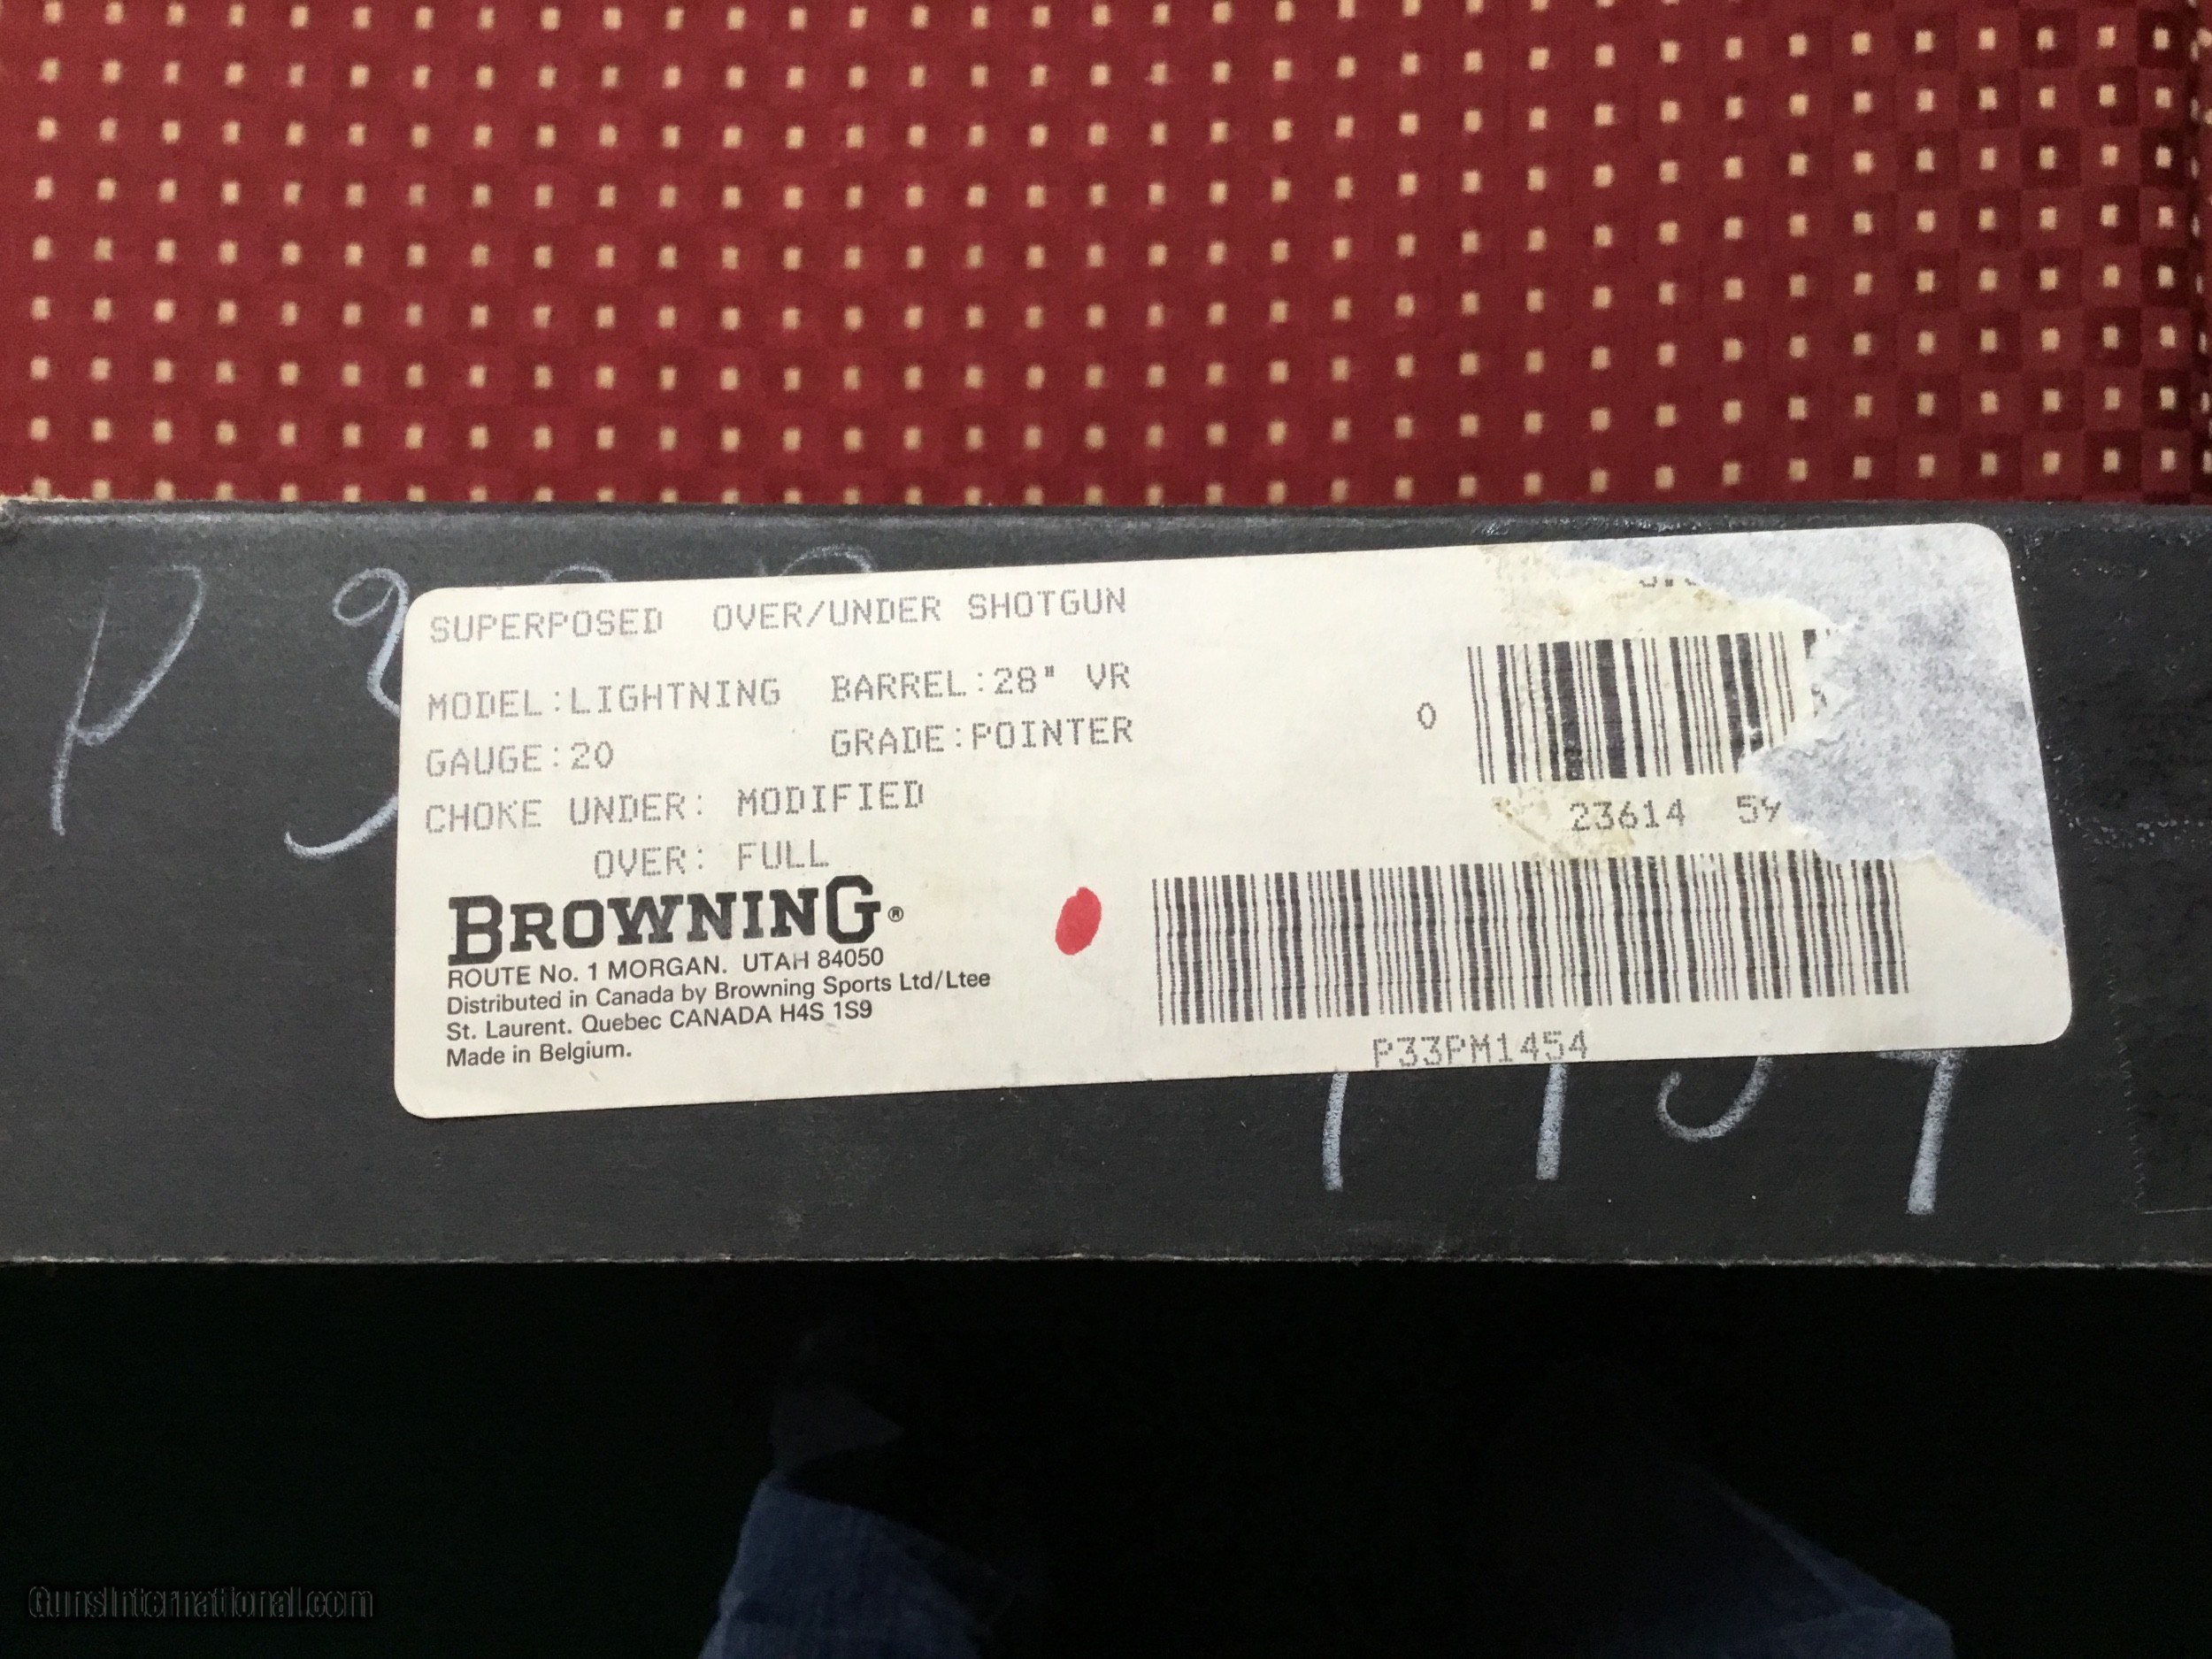 SUPERPOSED OVER/UNDER SHOTGUN
MODEL:LIGHTNING BARREL:28" VR
GAUGE:20 GRADE:POINTER
CHOKE UNDER: MODIFIED
OVER: FULL
BROWNING®
ROUTE No. 1 MORGAN. UTAH 84050
Distributed in Canada by Browning Sports Ltd/Ltee
St. Laurent. Quebec CANADA H4S 1S9
Made in Belgium.
0
23614
P33PM1454
P 3
GunsInternational.com